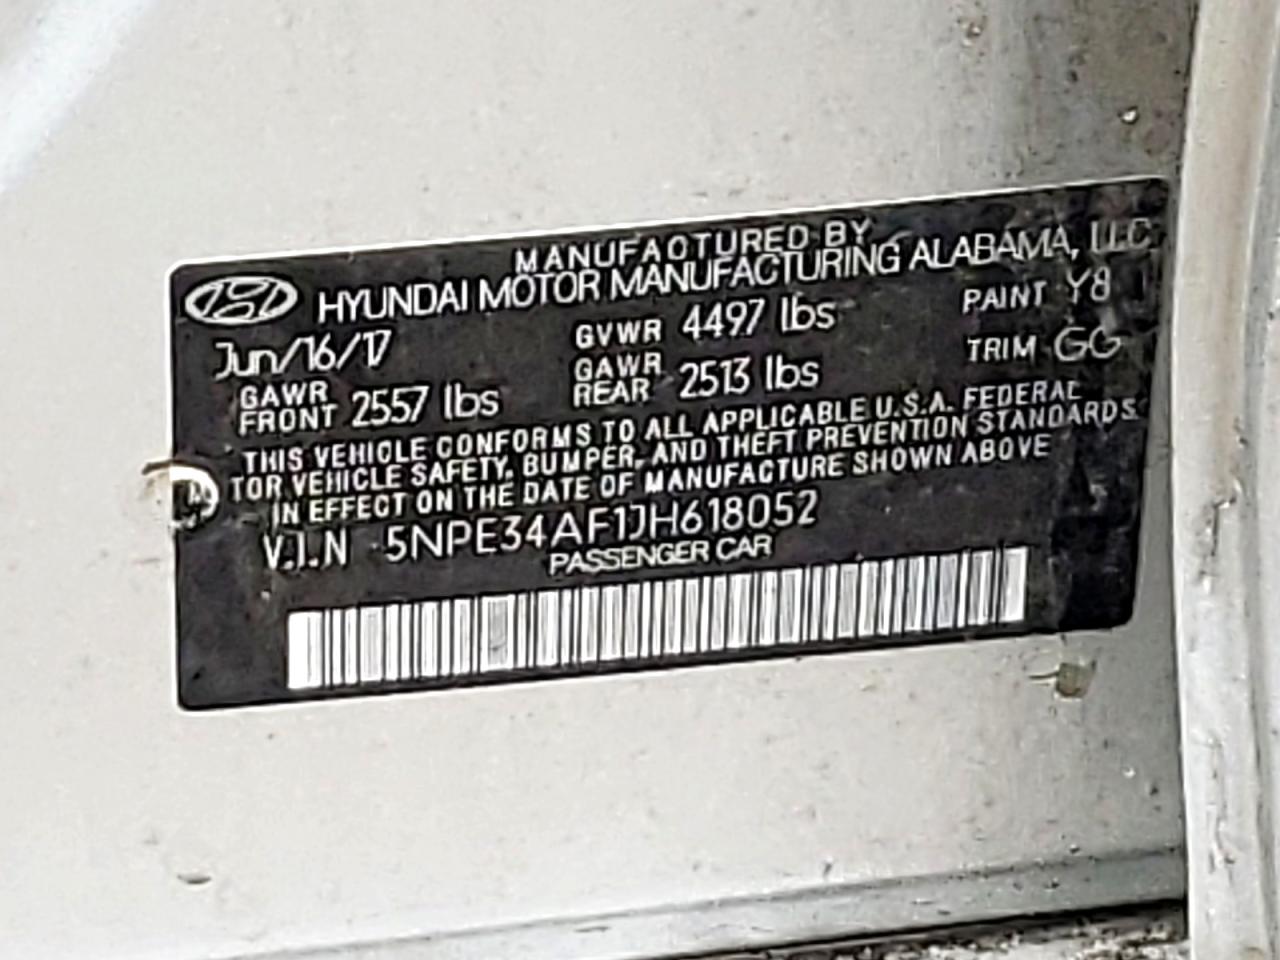 MANUFACTURED BY
HYUNDAI MOTOR MANUFACTURING ALABAMA, LLC
Jun/16/17 GVWR 4497 lbs PAINT Y8
GAWR FRONT 2557 lbs GAWR REAR 2513 lbs TRIM GG
THIS VEHICLE CONFORMS TO ALL APPLICABLE U.S.A. FEDERAL
TOR VEHICLE SAFETY, BUMPER, AND THEFT PREVENTION STANDARDS
IN EFFECT ON THE DATE OF MANUFACTURE SHOWN ABOVE
V.I.N 5NPE34AF1JH618052
PASSENGER CAR